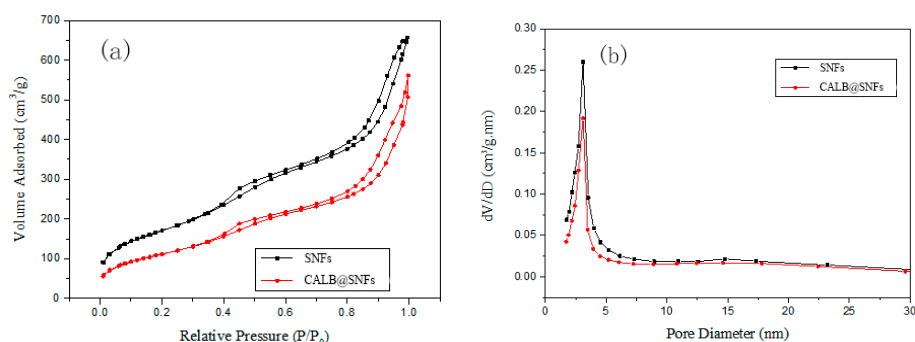 (a)
700
600
500
400
300
200
100
0
Volume Adsorbed (cm³/g)
SNFs
CALB@SNFs
0.0 0.2 0.4 0.6 0.8 1.0
Relative Pressure (P/P₀)
(b)
0.30
0.25
0.20
0.15
0.10
0.05
0.00
dV/dD (cm³/g.nm)
SNFs
CALB@SNFs
0 5 10 15 20 25 30
Pore Diameter (nm)